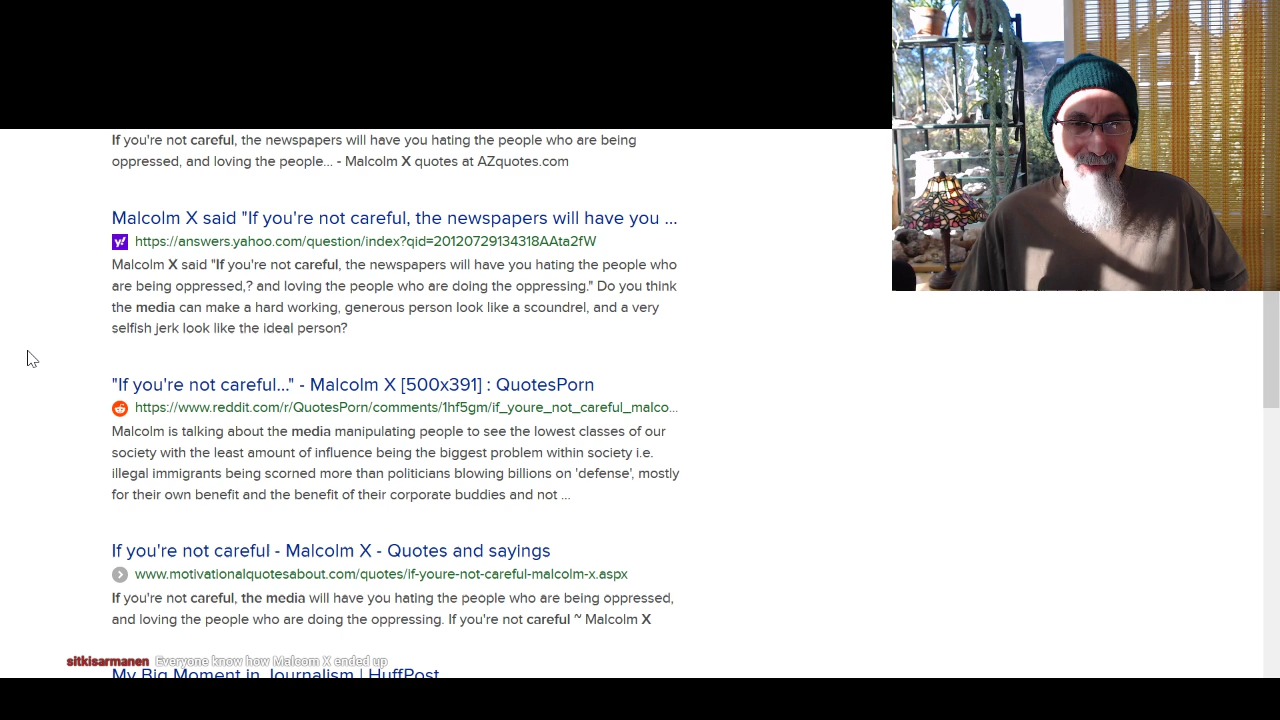 If you're not careful, the newspapers will have you hating the people who are being
oppressed, and loving the people... - Malcolm X quotes at AZquotes.com
Malcolm X said "If you're not careful, the newspapers will have you ...
y!
https://answers.yahoo.com/question/index?qid=20120729134318AAta2fW
Malcolm X said "If you're not careful, the newspapers will have you hating the people who
are being oppressed,? and loving the people who are doing the oppressing." Do you think
the media can make a hard working, generous person look like a scoundrel, and a very
selfish jerk look like the ideal person?
"If you're not careful..." - Malcolm X [500x391] : QuotesPorn
https://www.reddit.com/r/QuotesPorn/comments/1hf5gm/if_youre_not_careful_malco...
Malcolm is talking about the media manipulating people to see the lowest classes of our
society with the least amount of influence being the biggest problem within society i.e.
illegal immigrants being scorned more than politicians blowing billions on 'defense', mostly
for their own benefit and the benefit of their corporate buddies and not ...
If you're not careful - Malcolm X - Quotes and sayings
www.motivationalquotesabout.com/quotes/if-youre-not-careful-malcolm-x.aspx
If you're not careful, the media will have you hating the people who are being oppressed,
and loving the people who are doing the oppressing. If you're not careful ~ Malcolm X
sitkisarmanen Everyone know how Malcom X ended up
My Big Moment in Journalism | HuffPost